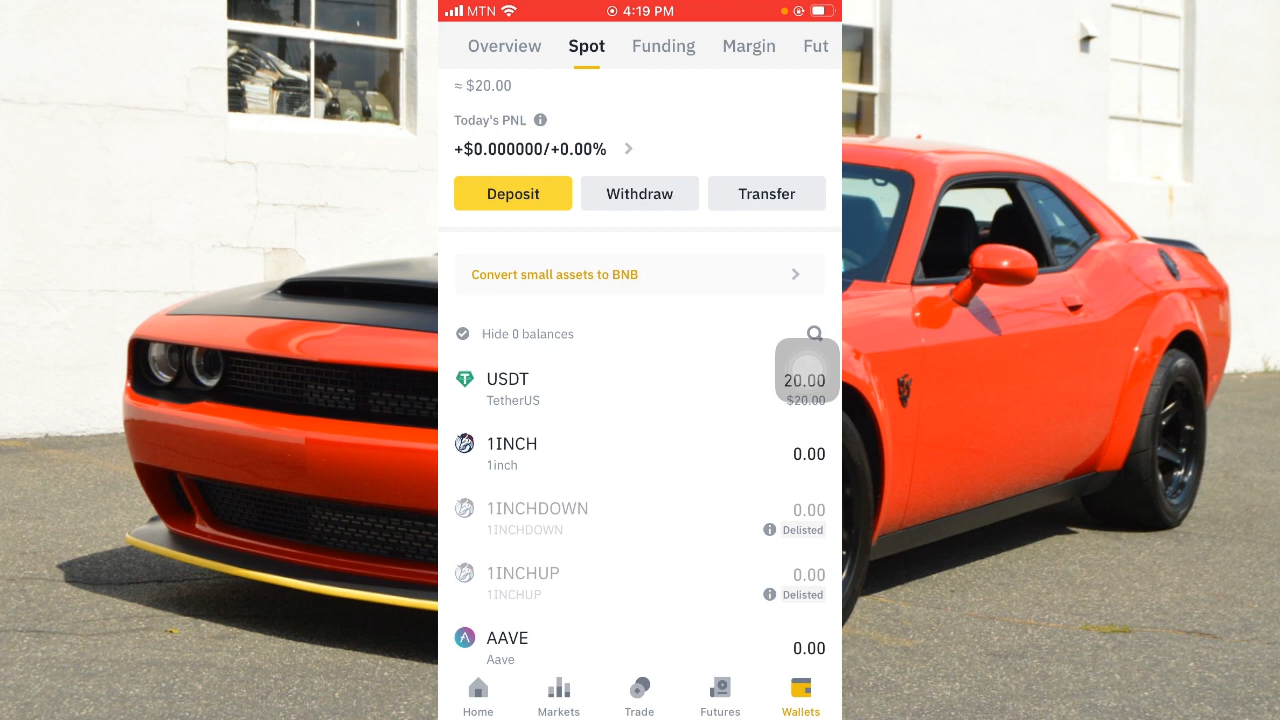 MTN 4:19 PM
Overview Spot Funding Margin Fut
≈ $20.00
Today's PNL
+$0.000000/+0.00%
Deposit Withdraw Transfer
Convert small assets to BNB
Hide 0 balances
USDT 20.00
TetherUS $20.00
1INCH 0.00
1inch
1INCHDOWN 0.00
1INCHDOWN Delisted
1INCHUP 0.00
1INCHUP Delisted
AAVE 0.00
Aave
Home Markets Trade Futures Wallets